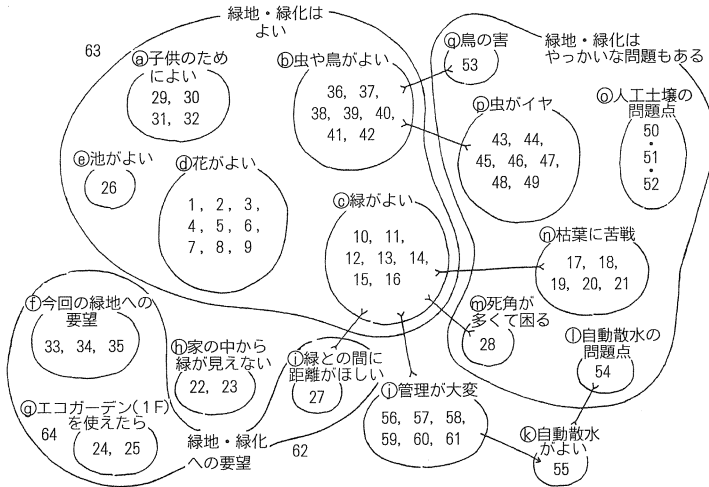 緑地・緑化は
よい
63
ⓐ子供のため
によい
29, 30
31, 32
ⓑ虫や鳥がよい
36, 37,
38, 39, 40,
41, 42
ⓔ池がよい
26
ⓓ花がよい
1, 2, 3,
4, 5, 6,
7, 8, 9
ⓒ緑がよい
10, 11,
12, 13, 14,
15, 16
ⓠ鳥の害
53
緑地・緑化は
やっかいな問題もある
ⓟ虫がイヤ
43, 44,
45, 46, 47,
48, 49
ⓞ人工土壌の
問題点
50
・
51
・
52
ⓝ枯葉に苦戦
17, 18,
19, 20, 21
ⓜ死角が
多くて困る
28
ⓛ自動散水の
問題点
54
ⓕ今回の緑地への
要望
33, 34, 35
ⓗ家の中から
緑が見えない
22, 23
ⓘ緑との間に
距離がほしい
27
ⓙ管理が大変
56, 57, 58,
59, 60, 61
ⓖエコガーデン(1F)
を使えたら
64
24, 25
緑地・緑化
への要望
62
ⓚ自動散水
がよい
55